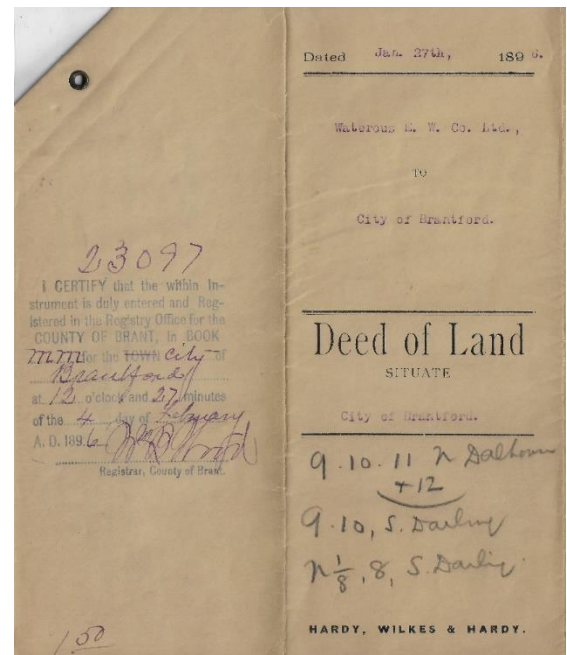 23097
I CERTIFY that the within In-
strument is duly entered and Reg-
istered in the Registry Office for the
COUNTY OF BRANT, in BOOK
MM for the TOWN City of
Brantford
at 12 o'clock and 27 minutes
of the 4 day of February
A. D. 1896
Registrar, County of Brant.
1.50
Dated Jan. 27th, 1896.
Waterous E. W. Co. Ltd.,
TO
City of Brantford.
Deed of Land
SITUATE
City of Brantford.
9. 10. 11 N Dalhousie
+12
9. 10, S. Darling
N 1/8, 8, S. Darling
HARDY, WILKES & HARDY.